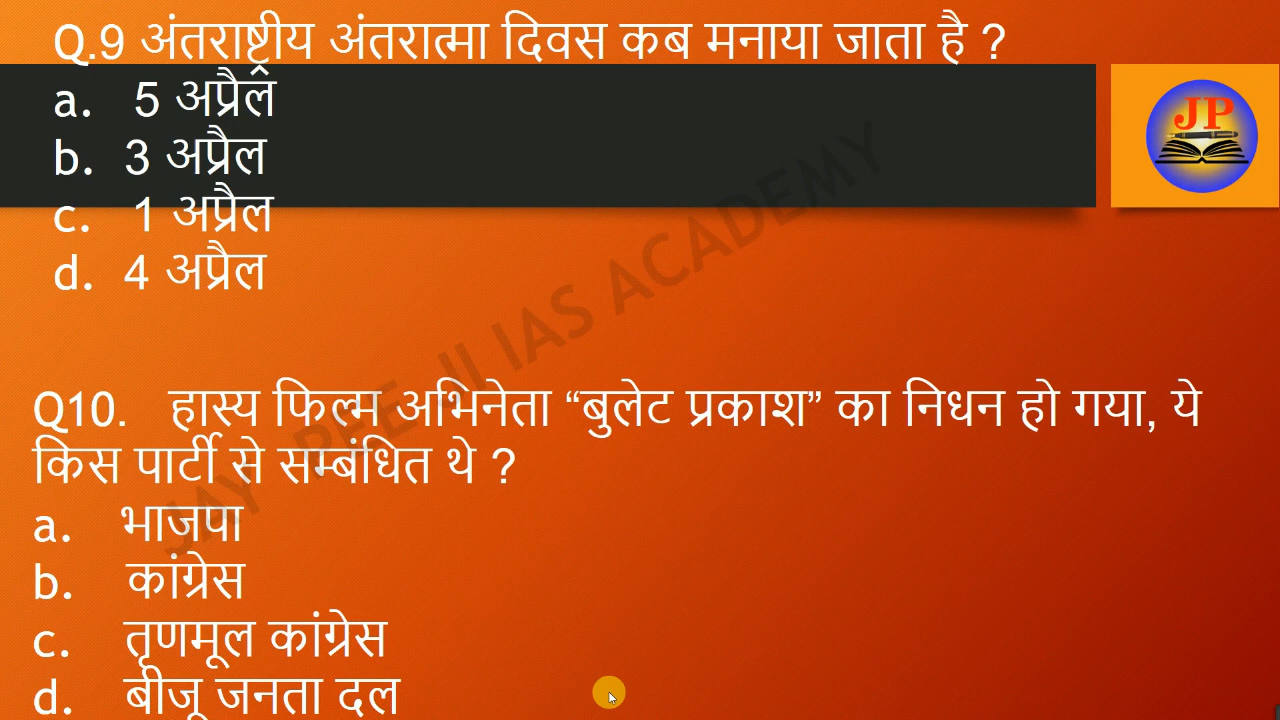 Q.9 अंतराष्ट्रीय अंतरात्मा दिवस कब मनाया जाता है ?
a. 5 अप्रैल
b. 3 अप्रैल
c. 1 अप्रैल
d. 4 अप्रैल
JP
JAY PEE JI IAS ACADEMY
Q10. हास्य फिल्म अभिनेता “बुलेट प्रकाश” का निधन हो गया, ये
किस पार्टी से सम्बंधित थे ?
a. भाजपा
b. कांग्रेस
c. तृणमूल कांग्रेस
d. बीजू जनता दल